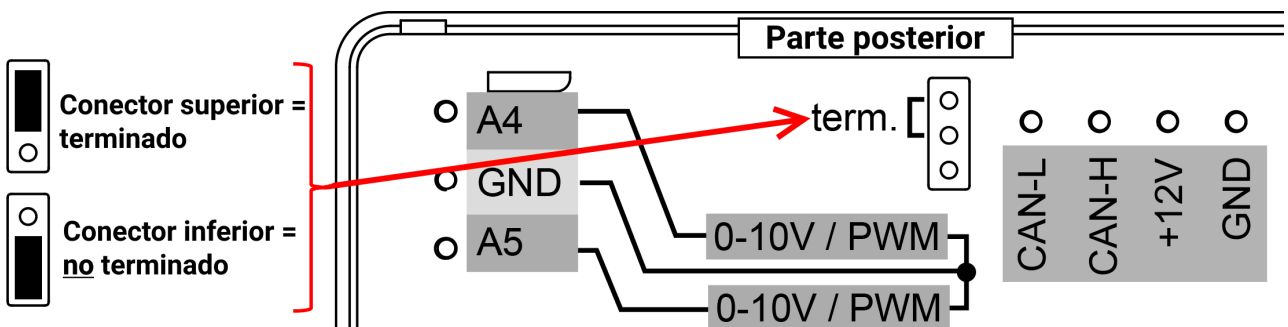 Parte posterior
Conector superior =
terminado
Conector inferior =
no terminado
A4
GND
A5
term.
0-10V / PWM
0-10V / PWM
CAN-L
CAN-H
+12V
GND